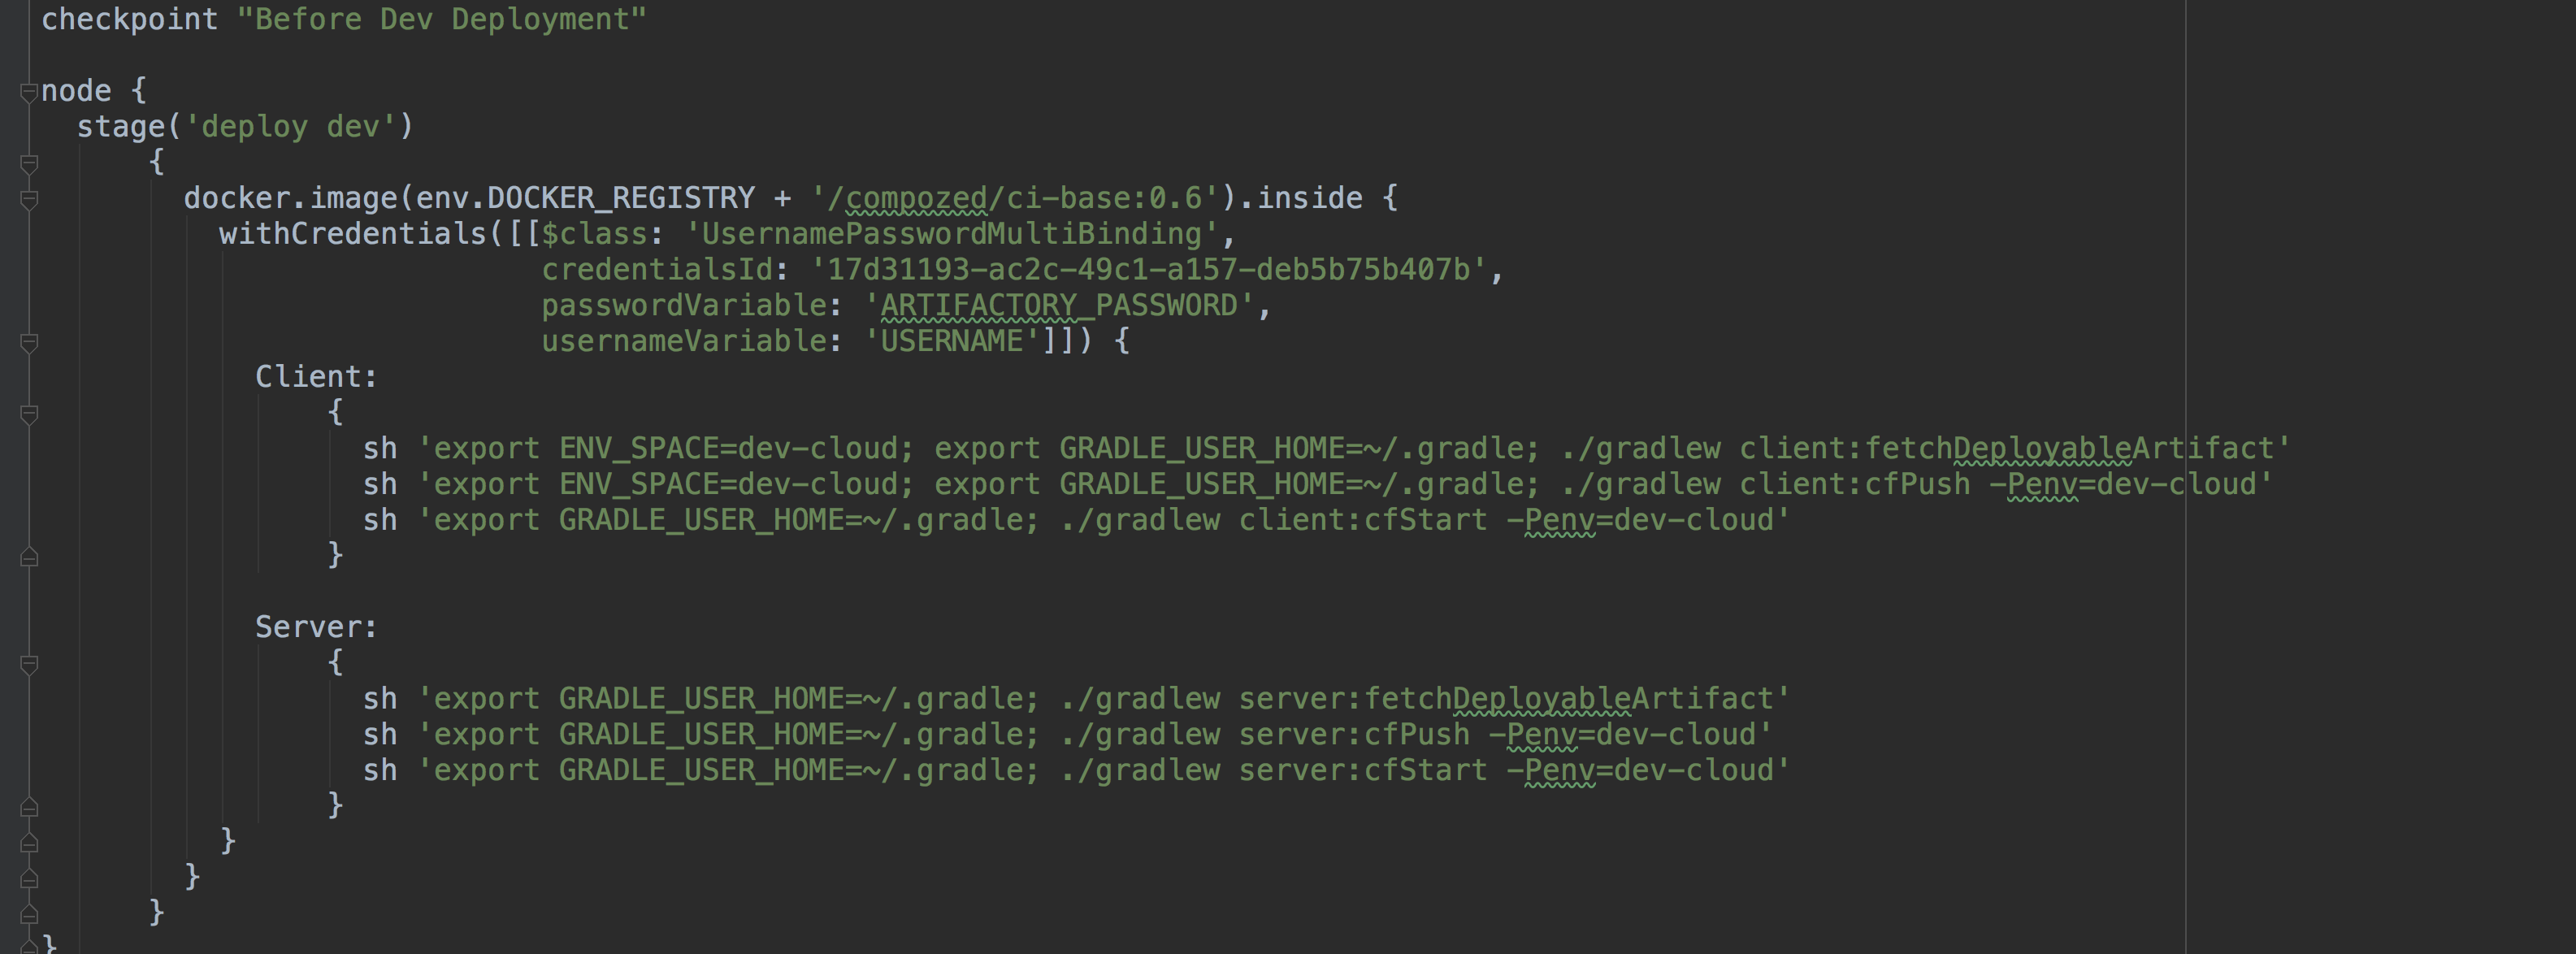 checkpoint "Before Dev Deployment"
node {
stage('deploy dev')
{
docker.image(env.DOCKER_REGISTRY + '/compozed/ci-base:0.6').inside {
withCredentials([[$class: 'UsernamePasswordMultiBinding',
credentialsId: '17d31193-ac2c-49c1-a157-deb5b75b407b',
passwordVariable: 'ARTIFACTORY_PASSWORD',
usernameVariable: 'USERNAME']]) {
Client:
{
sh 'export ENV_SPACE=dev-cloud; export GRADLE_USER_HOME=~/.gradle; ./gradlew client:fetchDeployableArtifact'
sh 'export ENV_SPACE=dev-cloud; export GRADLE_USER_HOME=~/.gradle; ./gradlew client:cfPush -Penv=dev-cloud'
sh 'export GRADLE_USER_HOME=~/.gradle; ./gradlew client:cfStart -Penv=dev-cloud'
}
Server:
{
sh 'export GRADLE_USER_HOME=~/.gradle; ./gradlew server:fetchDeployableArtifact'
sh 'export GRADLE_USER_HOME=~/.gradle; ./gradlew server:cfPush -Penv=dev-cloud'
sh 'export GRADLE_USER_HOME=~/.gradle; ./gradlew server:cfStart -Penv=dev-cloud'
}
}
}
}
}